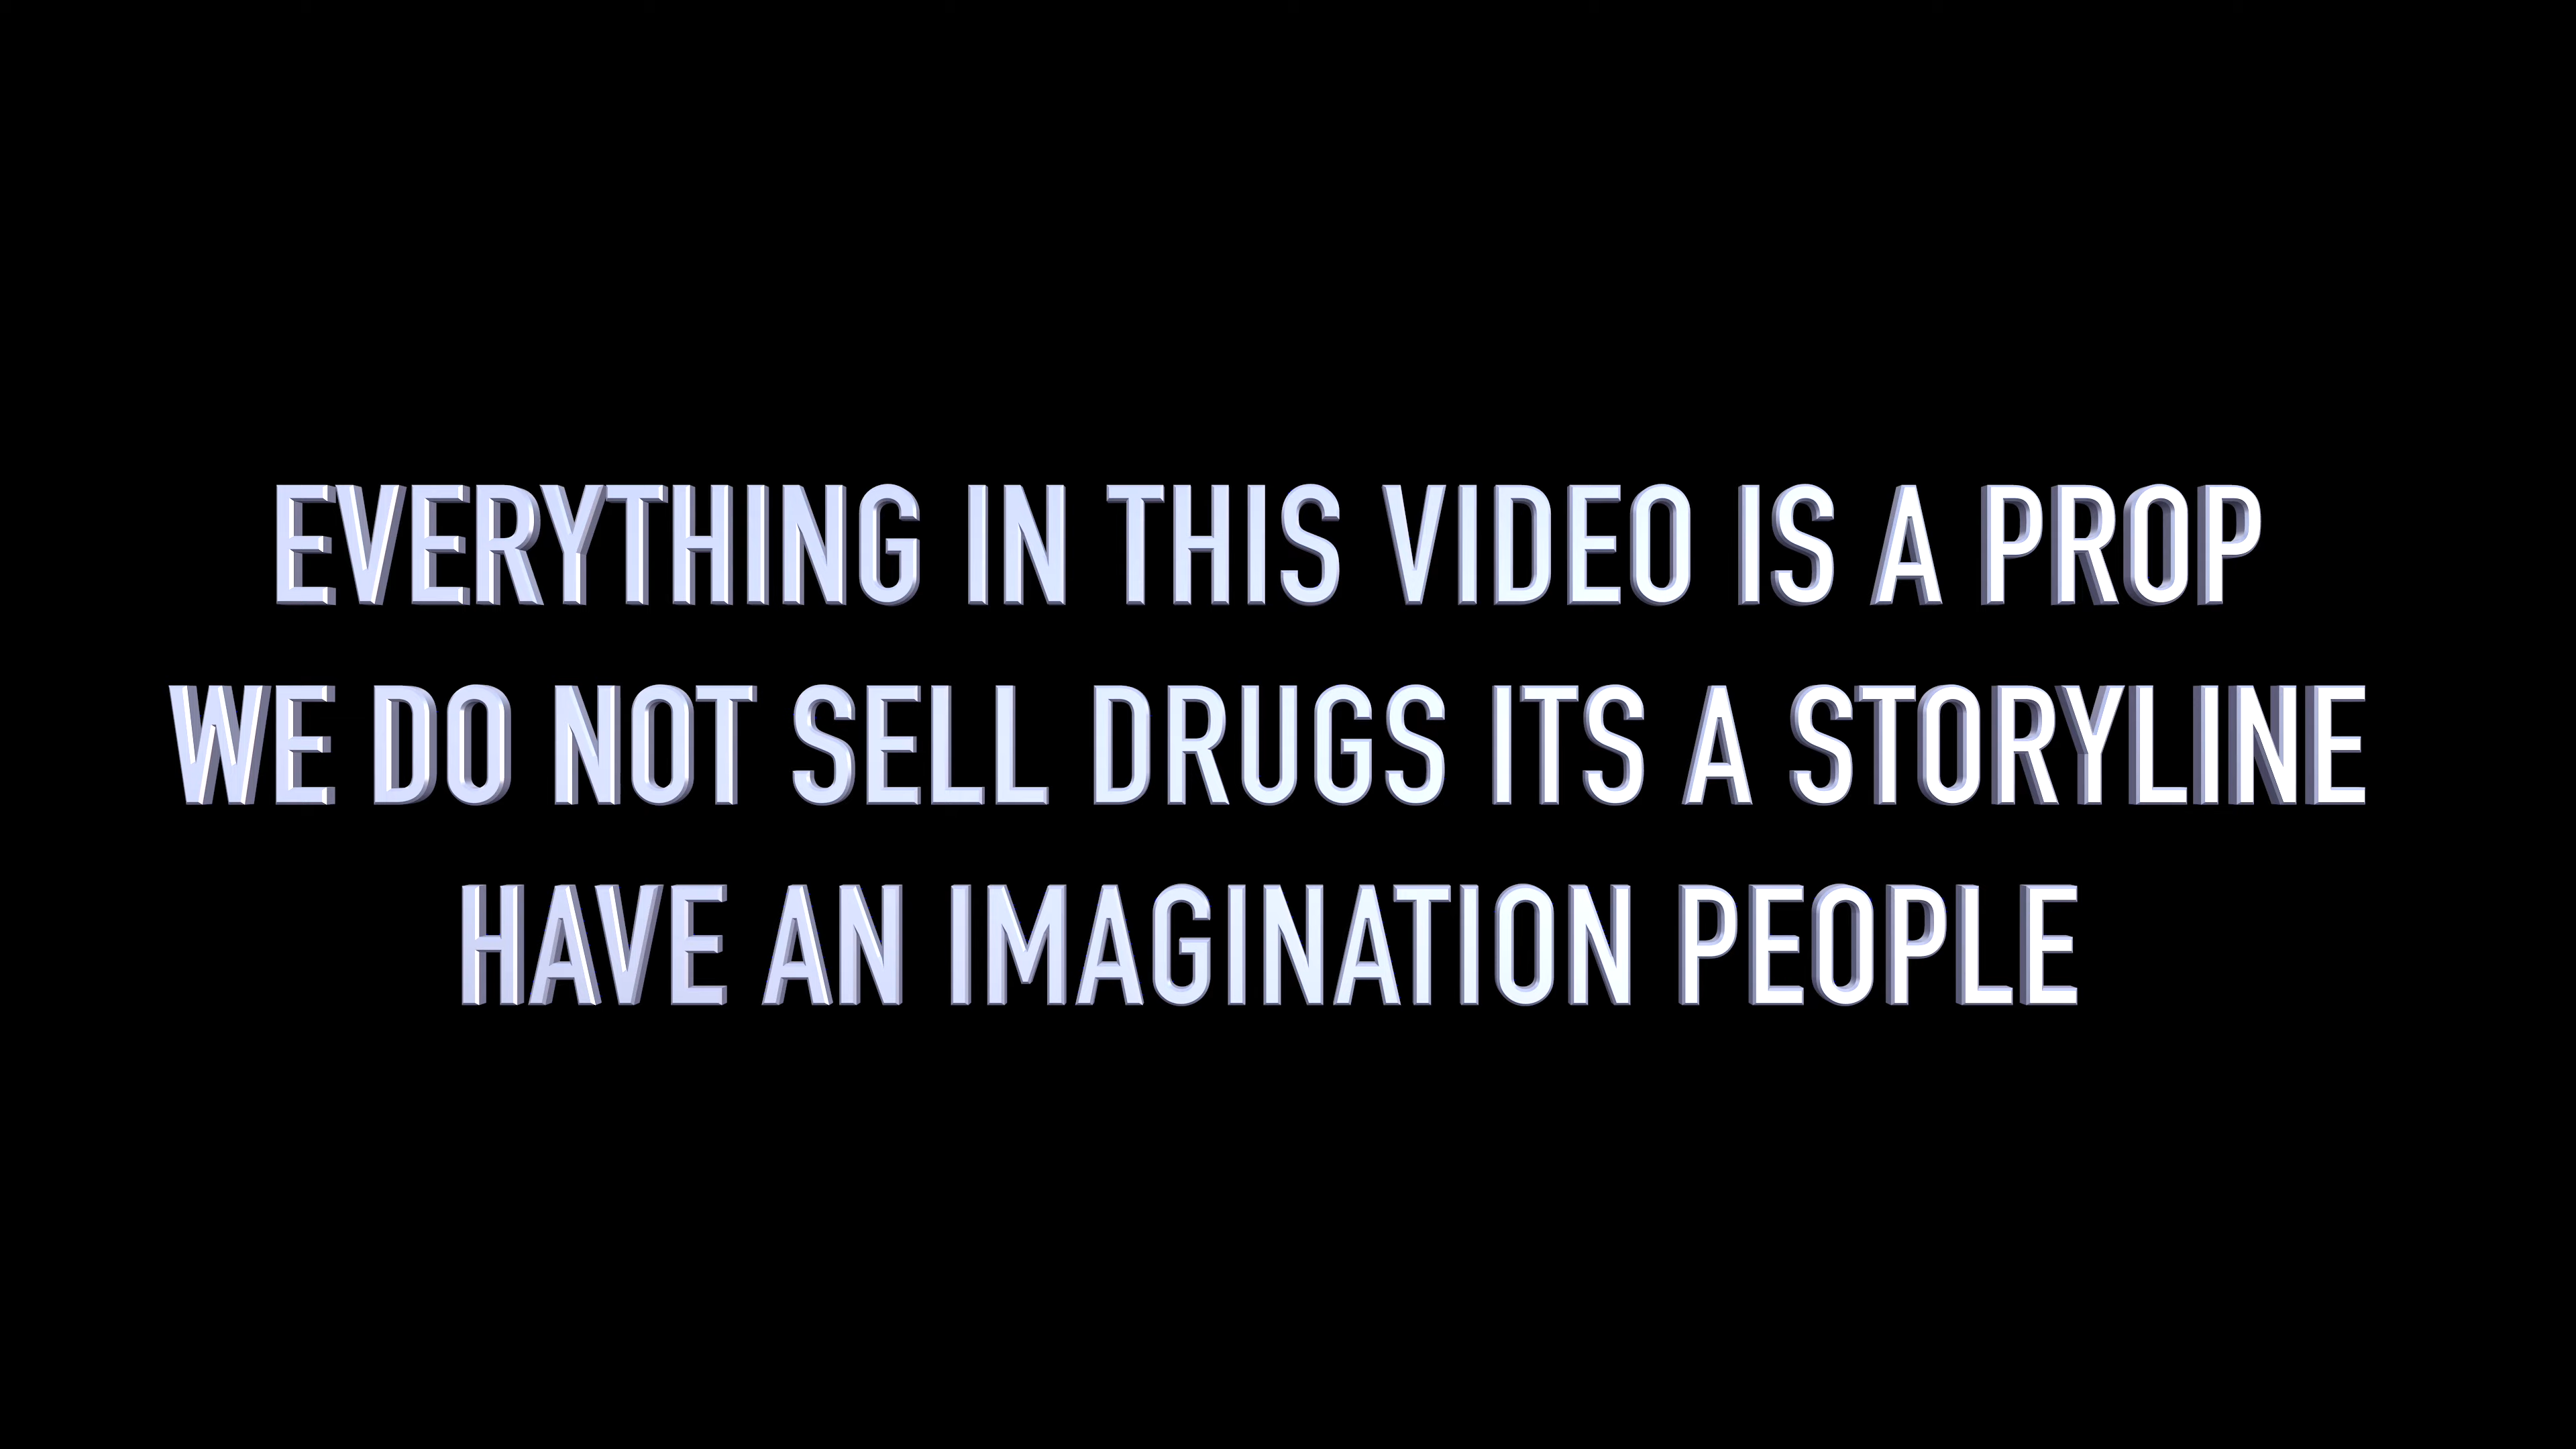 EVERYTHING IN THIS VIDEO IS A PROP
WE DO NOT SELL DRUGS ITS A STORYLINE
HAVE AN IMAGINATION PEOPLE